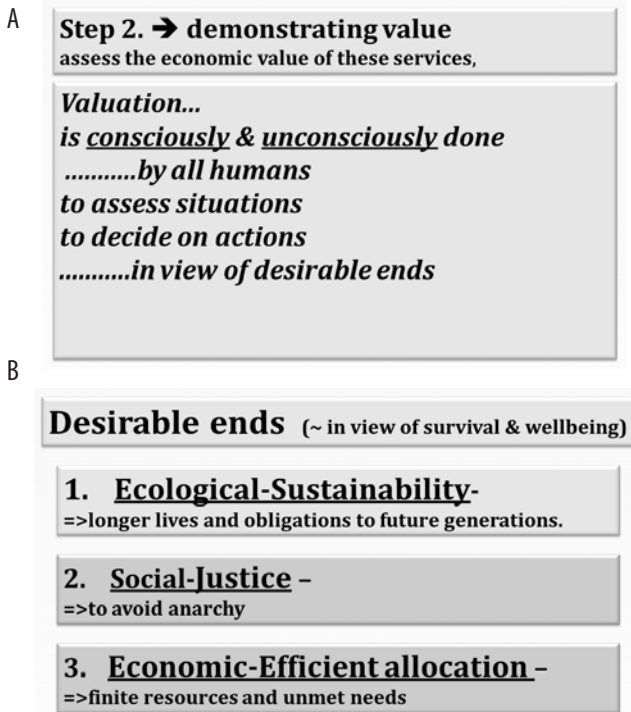 A
Step 2. ➔ demonstrating value
assess the economic value of these services,
Valuation...
is consciously & unconsciously done
...........by all humans
to assess situations
to decide on actions
...........in view of desirable ends
B
Desirable ends (~ in view of survival & wellbeing)
1. Ecological-Sustainability-
=>longer lives and obligations to future generations.
2. Social-Justice –
=>to avoid anarchy
3. Economic-Efficient allocation –
=>finite resources and unmet needs